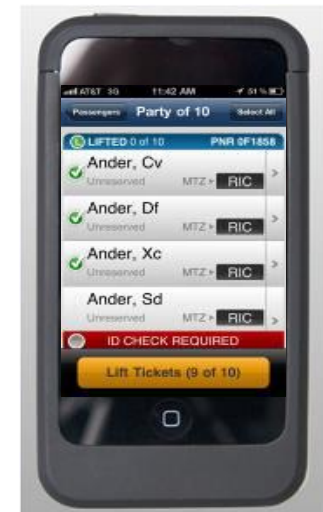 AT&T 3G 11:42 AM 51 %
Passengers Party of 10 Select All
L LIFTED 0 of 10 PNR 0F1858
Ander, Cv
Unreserved MTZ RIC
Ander, Df
Unreserved MTZ RIC
Ander, Xc
Unreserved MTZ RIC
Ander, Sd
Unreserved MTZ RIC
ID CHECK REQUIRED
Lift Tickets (9 of 10)